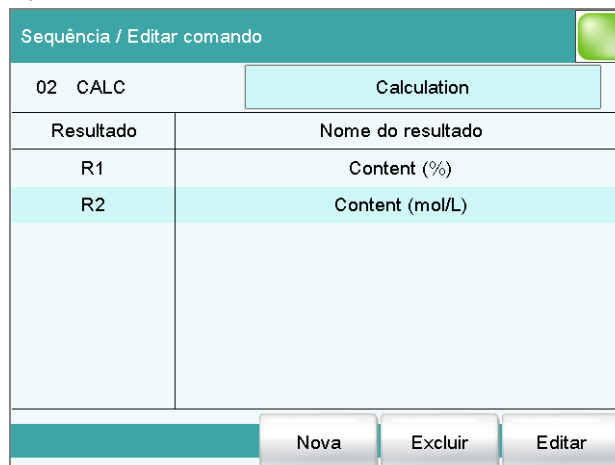 Sequência / Editar comando
02 CALC Calculation
Resultado Nome do resultado
R1 Content (%)
R2 Content (mol/L)
Nova Excluir Editar